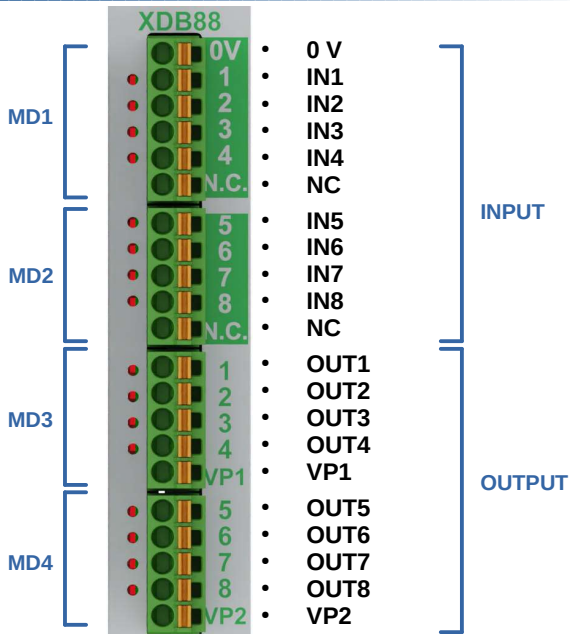 XDB88
0V • 0 V
1 • IN1
2 • IN2
MD1
3 • IN3
4 • IN4
N.C. • NC
INPUT
5 • IN5
6 • IN6
MD2
7 • IN7
8 • IN8
N.C. • NC
1 • OUT1
2 • OUT2
MD3
3 • OUT3
4 • OUT4
VP1 • VP1
OUTPUT
5 • OUT5
6 • OUT6
MD4
7 • OUT7
8 • OUT8
VP2 • VP2